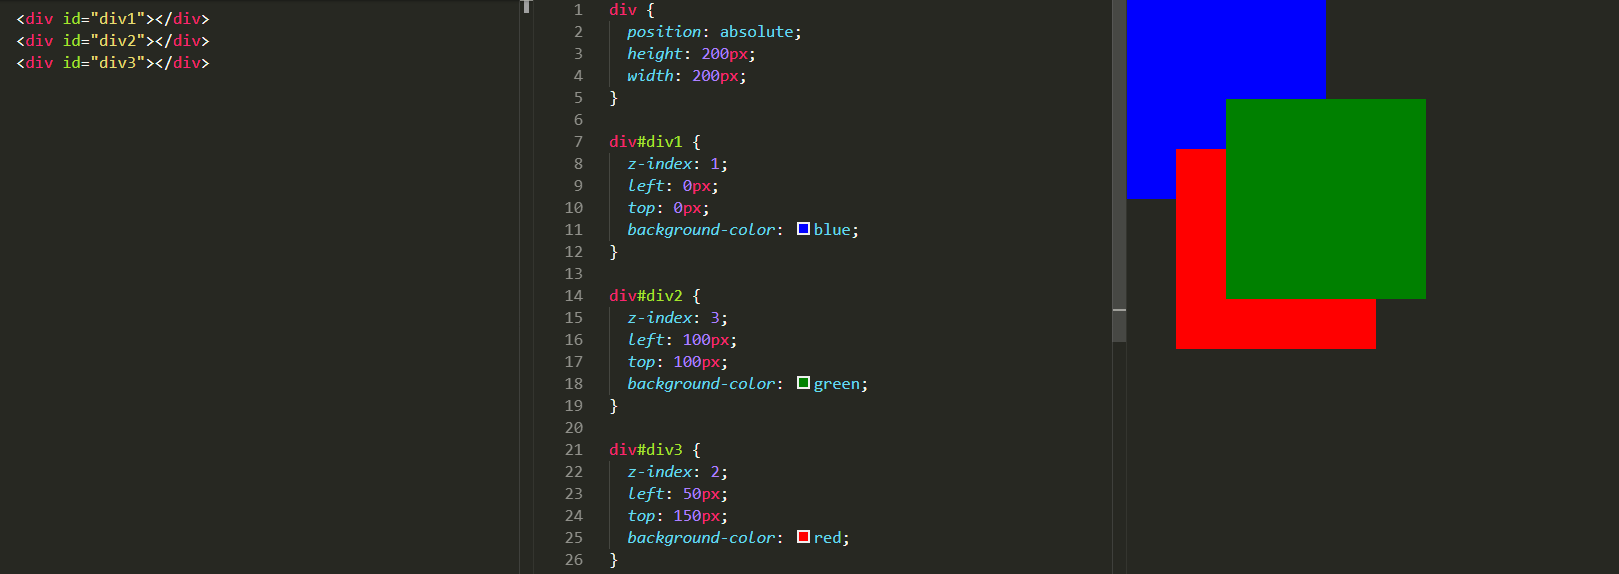 <div id="div1"></div>
<div id="div2"></div>
<div id="div3"></div>
1 div {
2 position: absolute;
3 height: 200px;
4 width: 200px;
5 }
6
7 div#div1 {
8 z-index: 1;
9 left: 0px;
10 top: 0px;
11 background-color: blue;
12 }
13
14 div#div2 {
15 z-index: 3;
16 left: 100px;
17 top: 100px;
18 background-color: green;
19 }
20
21 div#div3 {
22 z-index: 2;
23 left: 50px;
24 top: 150px;
25 background-color: red;
26 }